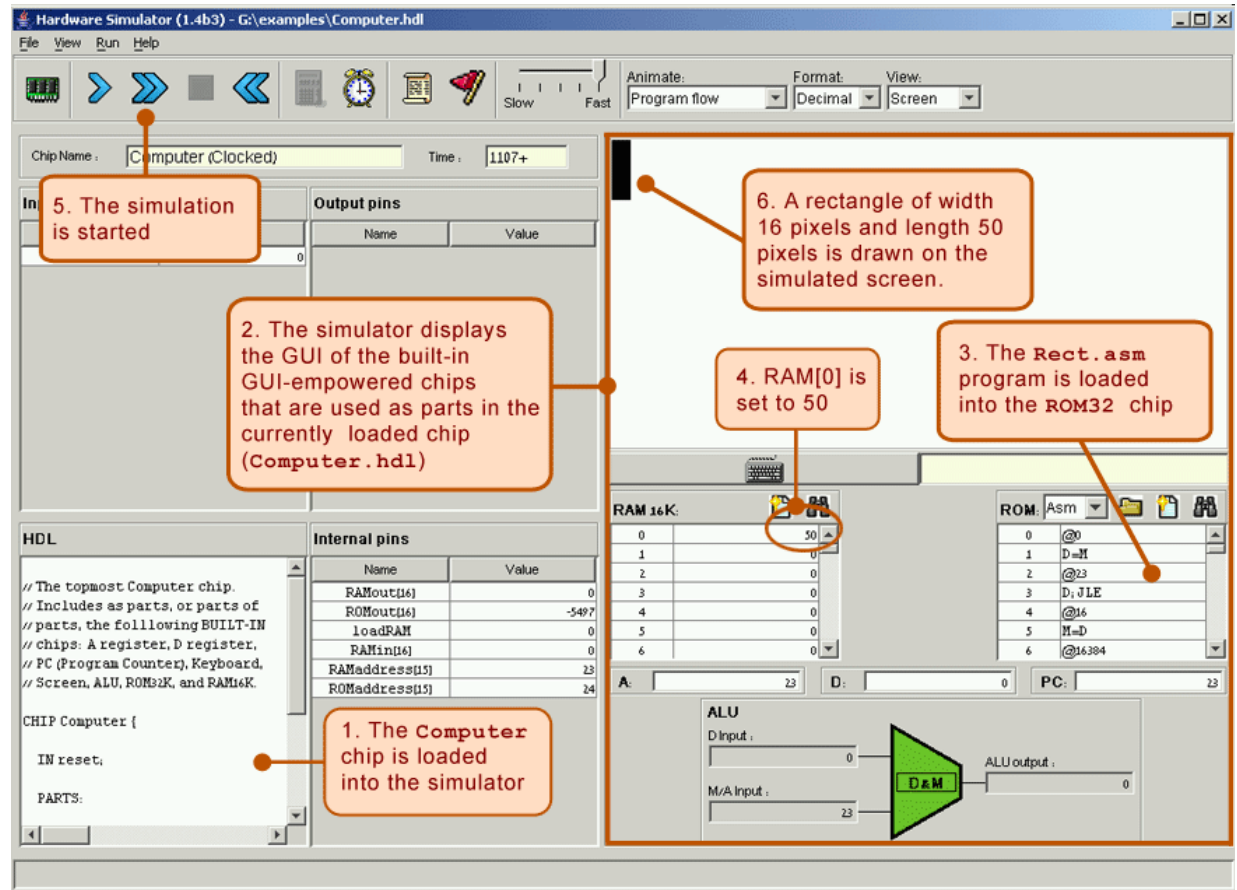 Hardware Simulator (1.4b3) - G:\examples\Computer.hdl
File View Run Help
Animate: Format: View:
Slow Fast Program flow Decimal Screen
Chip Name : Computer (Clocked) Time : 1107+
5. The simulation
is started
Output pins
Name Value
0
6. A rectangle of width
16 pixels and length 50
pixels is drawn on the
simulated screen.
2. The simulator displays
the GUI of the built-in
GUI-empowered chips
that are used as parts in the
currently loaded chip
(Computer.hdl)
4. RAM[0] is
set to 50
3. The Rect.asm
program is loaded
into the ROM32 chip
HDL
// The topmost Computer chip.
// Includes as parts, or parts of
// parts, the folllowing BUILT-IN
// chips: A register, D register,
// PC (Program Counter), Keyboard,
// Screen, ALU, ROM32K, and RAM16K.
CHIP Computer {
IN reset;
PARTS:
Internal pins
Name Value
RAMout[16] 0
ROMout[16] -5497
loadRAM 0
RAMin[16] 0
RAMaddress[15] 23
ROMaddress[15] 24
1. The Computer
chip is loaded
into the simulator
RAM 16K:
0 50
1 0
2 0
3 0
4 0
5 0
6 0
ROM: Asm
0 @0
1 D=M
2 @23
3 D;JLE
4 @16
5 M=D
6 @16384
A: 23 D: 0 PC: 23
ALU
D Input :
0
M/A Input :
23
D&M
ALU output :
0